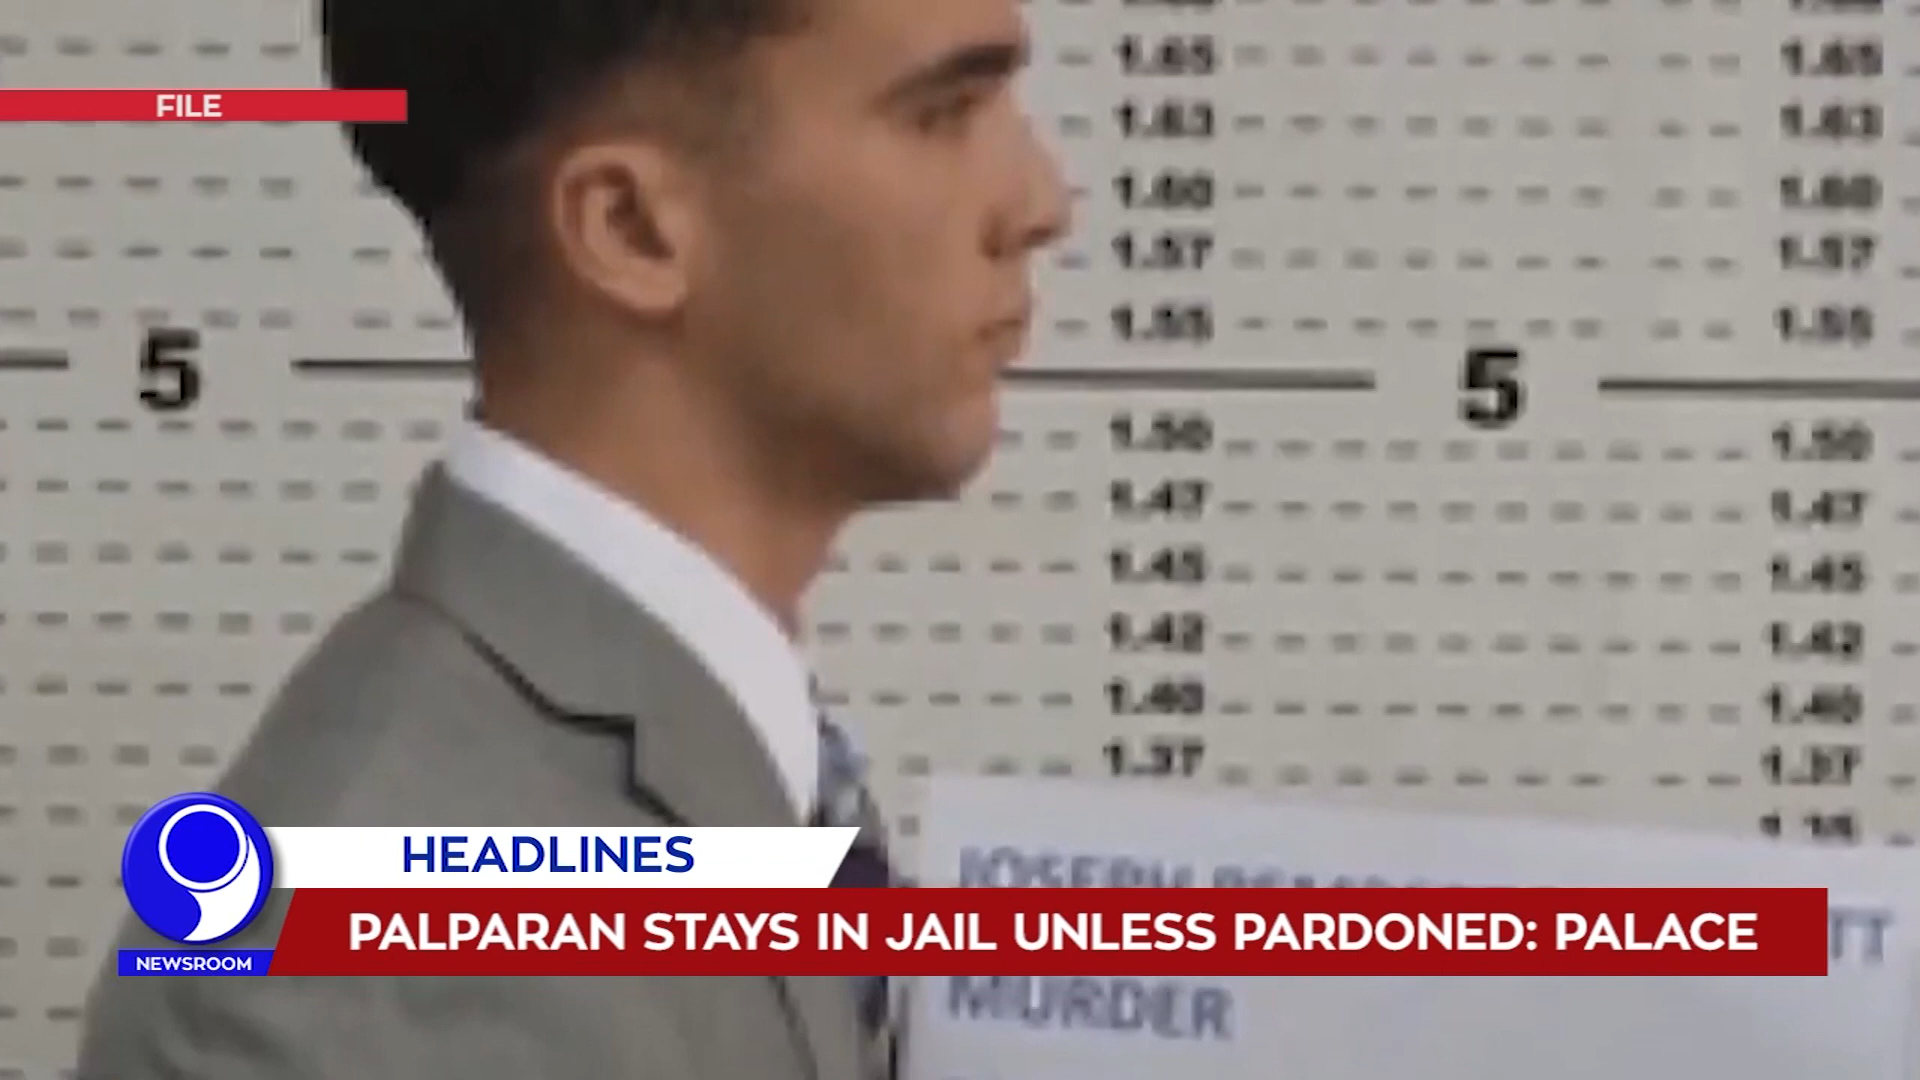 FILE
1.65 1.65
1.63 1.63
1.60 1.60
1.57 1.57
1.55 1.55
5 5
1.50 1.50
1.47 1.47
1.45 1.45
1.42 1.42
1.40 1.40
1.37 1.37
HEADLINES
JOSEPH
PALPARAN STAYS IN JAIL UNLESS PARDONED: PALACE
NEWSROOM
MURDER